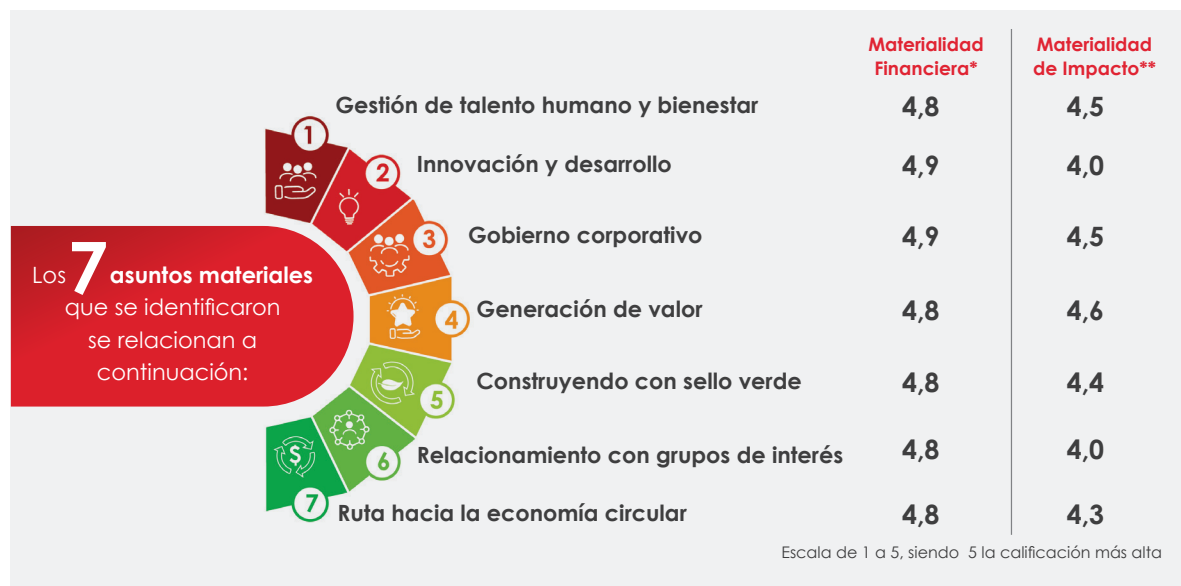 Materialidad
Financiera*
Materialidad
de Impacto**
1
Gestión de talento humano y bienestar
4,8
4,5
2
Innovación y desarrollo
4,9
4,0
3
Gobierno corporativo
4,9
4,5
Los 7 asuntos materiales
que se identificaron
se relacionan a
continuación:
4
Generación de valor
4,8
4,6
5
Construyendo con sello verde
4,8
4,4
6
Relacionamiento con grupos de interés
4,8
4,0
$
7
Ruta hacia la economía circular
4,8
4,3
Escala de 1 a 5, siendo 5 la calificación más alta